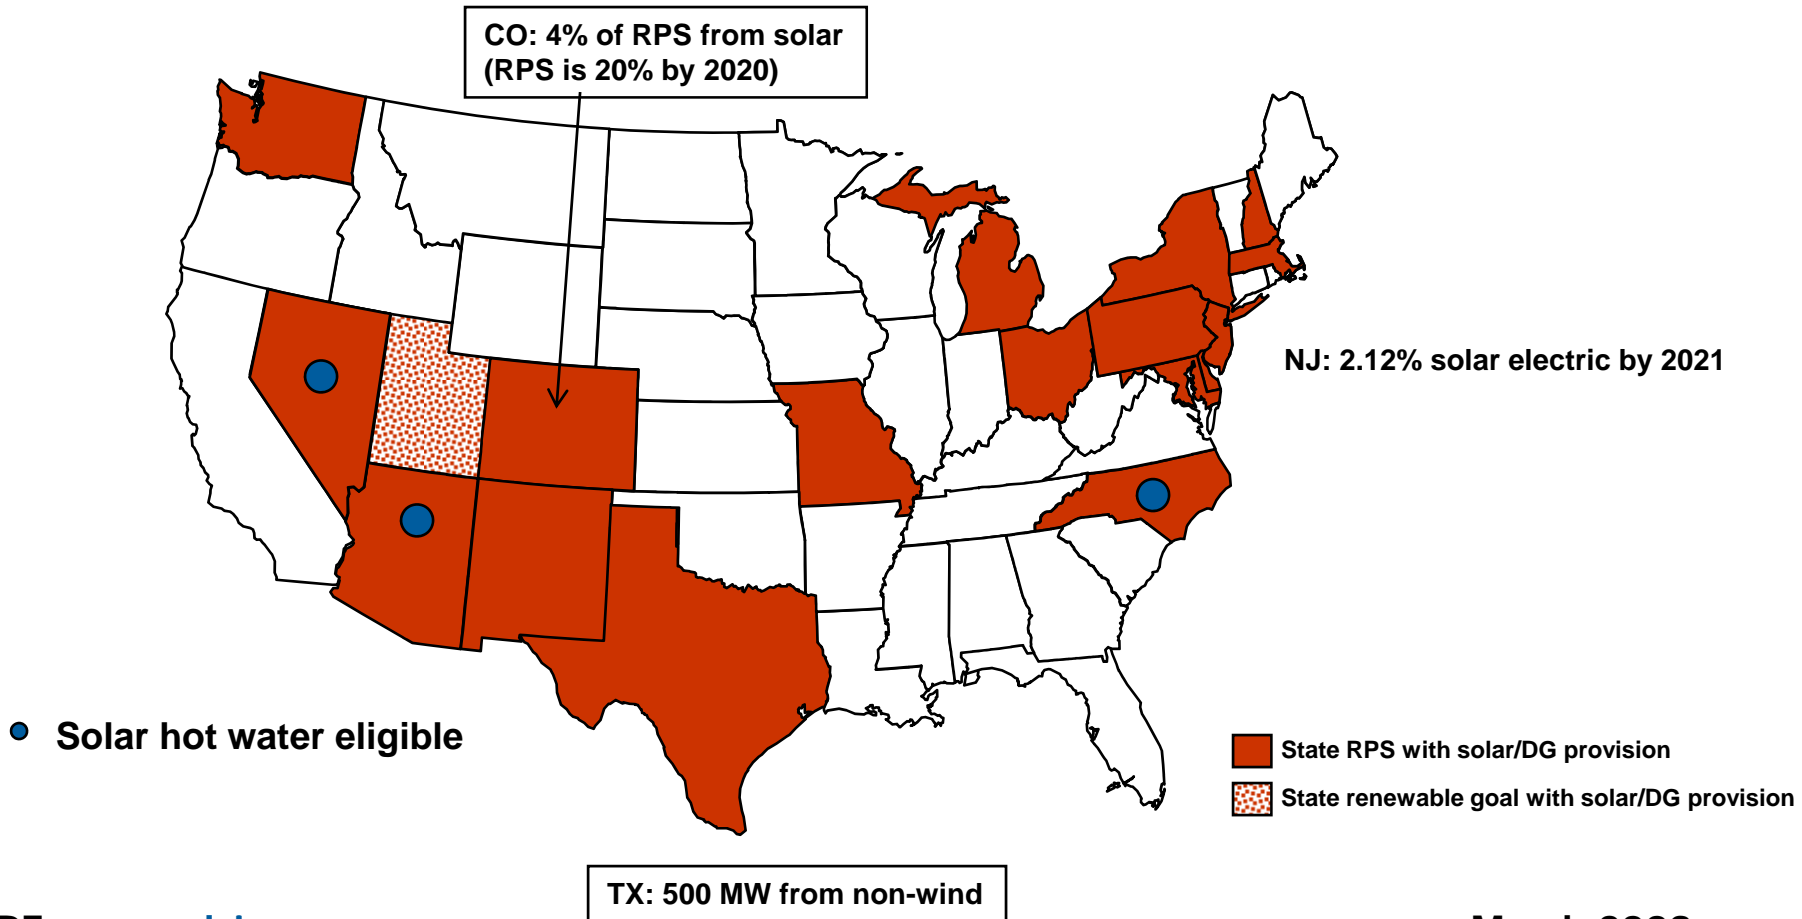 CO: 4% of RPS from solar
(RPS is 20% by 2020)
NJ: 2.12% solar electric by 2021
Solar hot water eligible
State RPS with solar/DG provision
State renewable goal with solar/DG provision
TX: 500 MW from non-wind